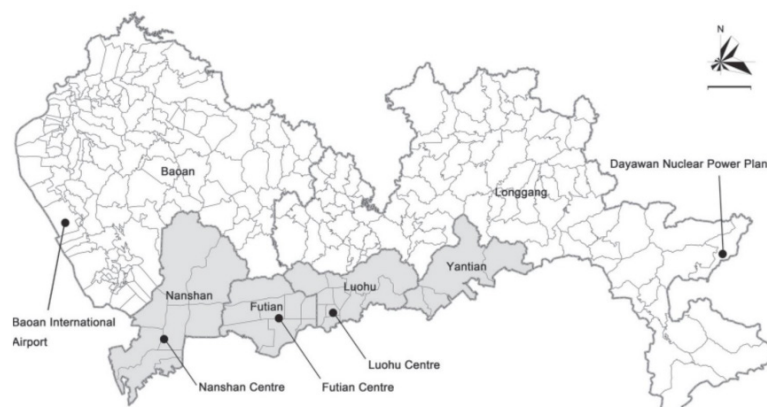 N
Dayawan Nuclear Power Plan
Baoan
Longgang
Yantian
Luohu
Nanshan
Futian
Baoan International
Airport
Luohu Centre
Nanshan Centre
Futian Centre